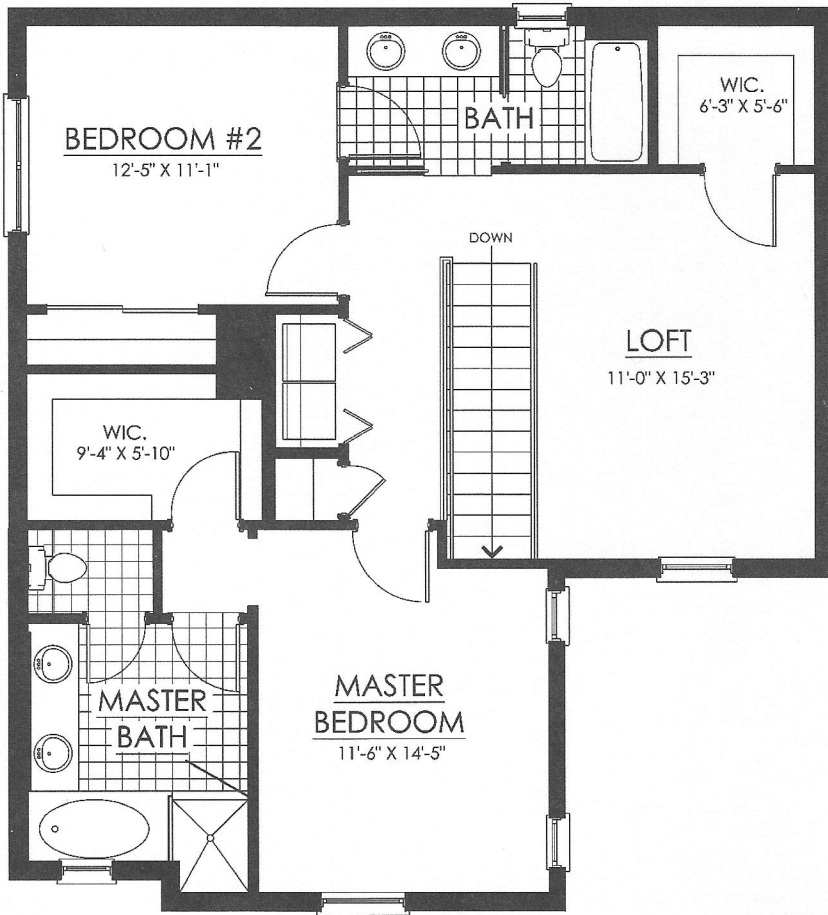 WIC.
6'-3" X 5'-6"
BATH
BEDROOM #2
12'-5" X 11'-1"
DOWN
LOFT
11'-0" X 15'-3"
WIC.
9'-4" X 5'-10"
MASTER
BATH
MASTER
BEDROOM
11'-6" X 14'-5"